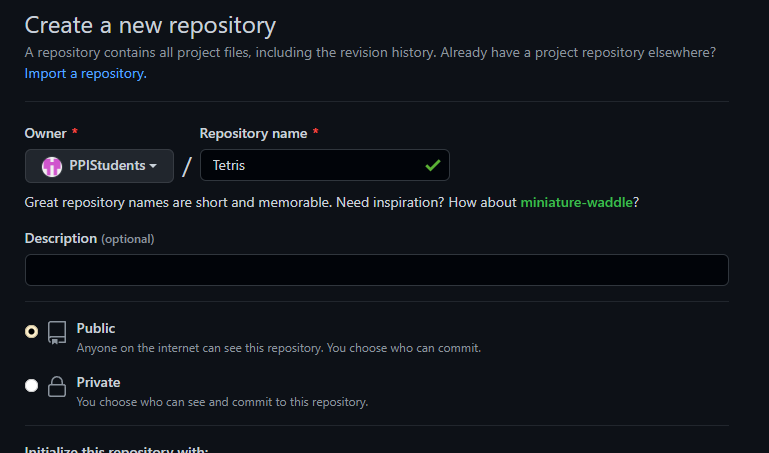 Create a new repository
A repository contains all project files, including the revision history. Already have a project repository elsewhere?
Import a repository.
Owner *
Repository name *
PPIStudents
/
Tetris
Great repository names are short and memorable. Need inspiration? How about miniature-waddle?
Description (optional)
Public
Anyone on the internet can see this repository. You choose who can commit.
Private
You choose who can see and commit to this repository.
Initialize this repository with: